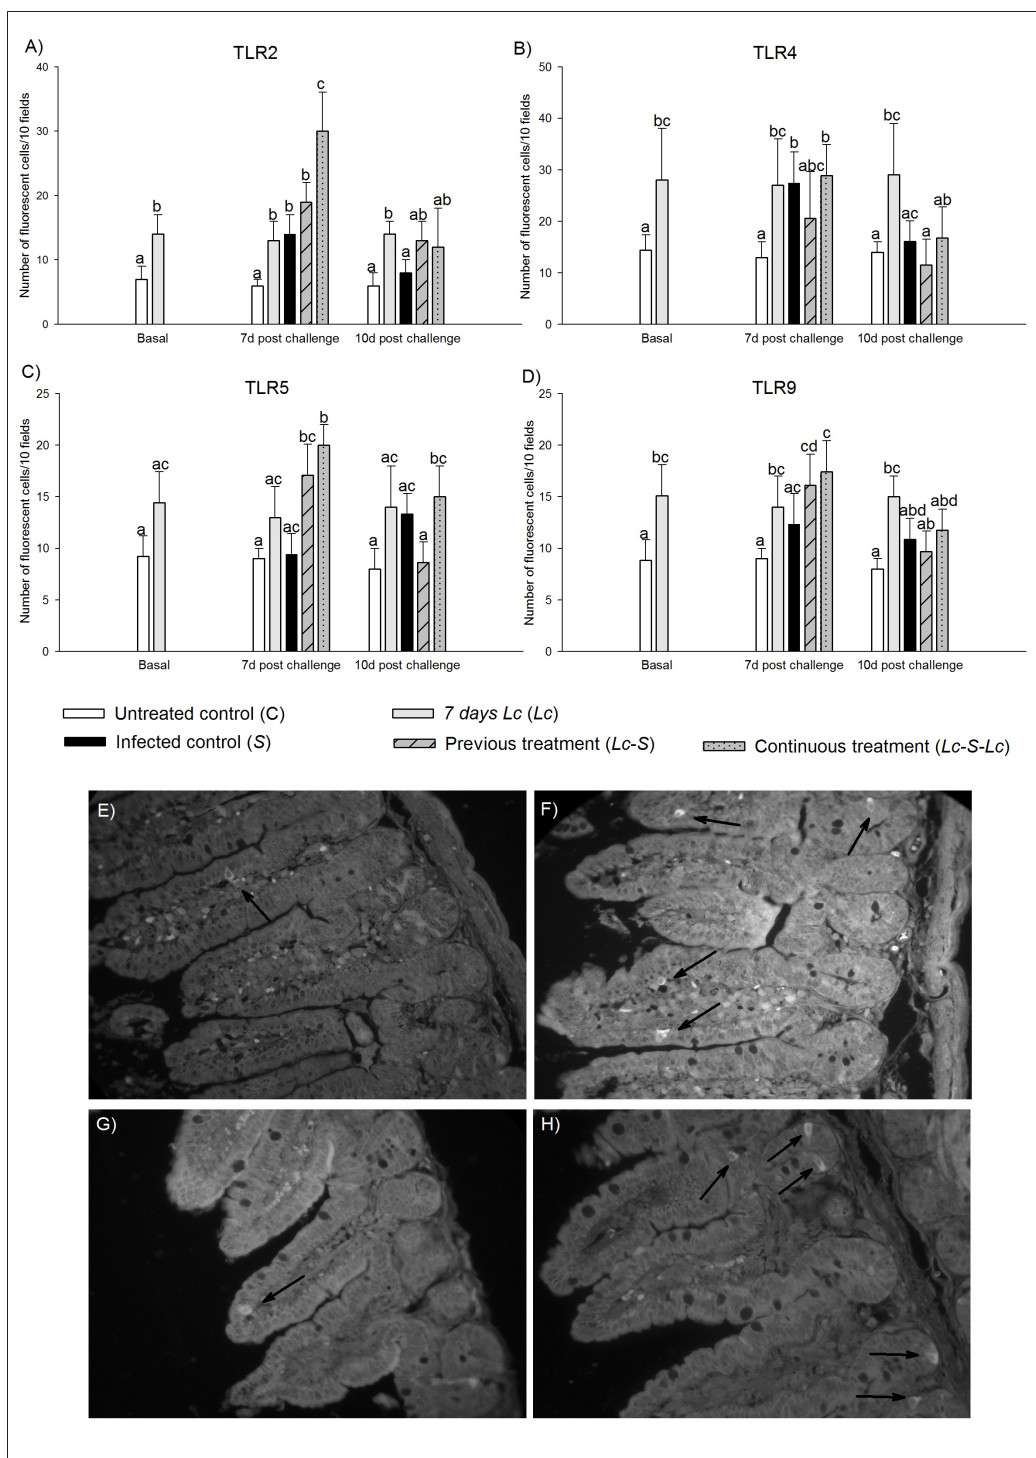 A)
TLR2
Number of fluorescent cells/10 fields
40
30
20
10
0
a b
a b b b c
a b a ab ab
Basal 7d post challenge 10d post challenge
B)
TLR4
Number of fluorescent cells/10 fields
50
40
30
20
10
0
a bc
a bc b abc b
a bc ac a ab
Basal 7d post challenge 10d post challenge
C)
TLR5
Number of fluorescent cells/10 fields
25
20
15
10
5
0
a ac
a ac ac bc b
a ac ac a bc
Basal 7d post challenge 10d post challenge
D)
TLR9
Number of fluorescent cells/10 fields
25
20
15
10
5
0
a bc
a bc ac cd c
a bc abd ab abd
Basal 7d post challenge 10d post challenge
Untreated control (C) 7 days Lc (Lc)
Infected control (S) Previous treatment (Lc-S) Continuous treatment (Lc-S-Lc)
E)
F)
G)
H)